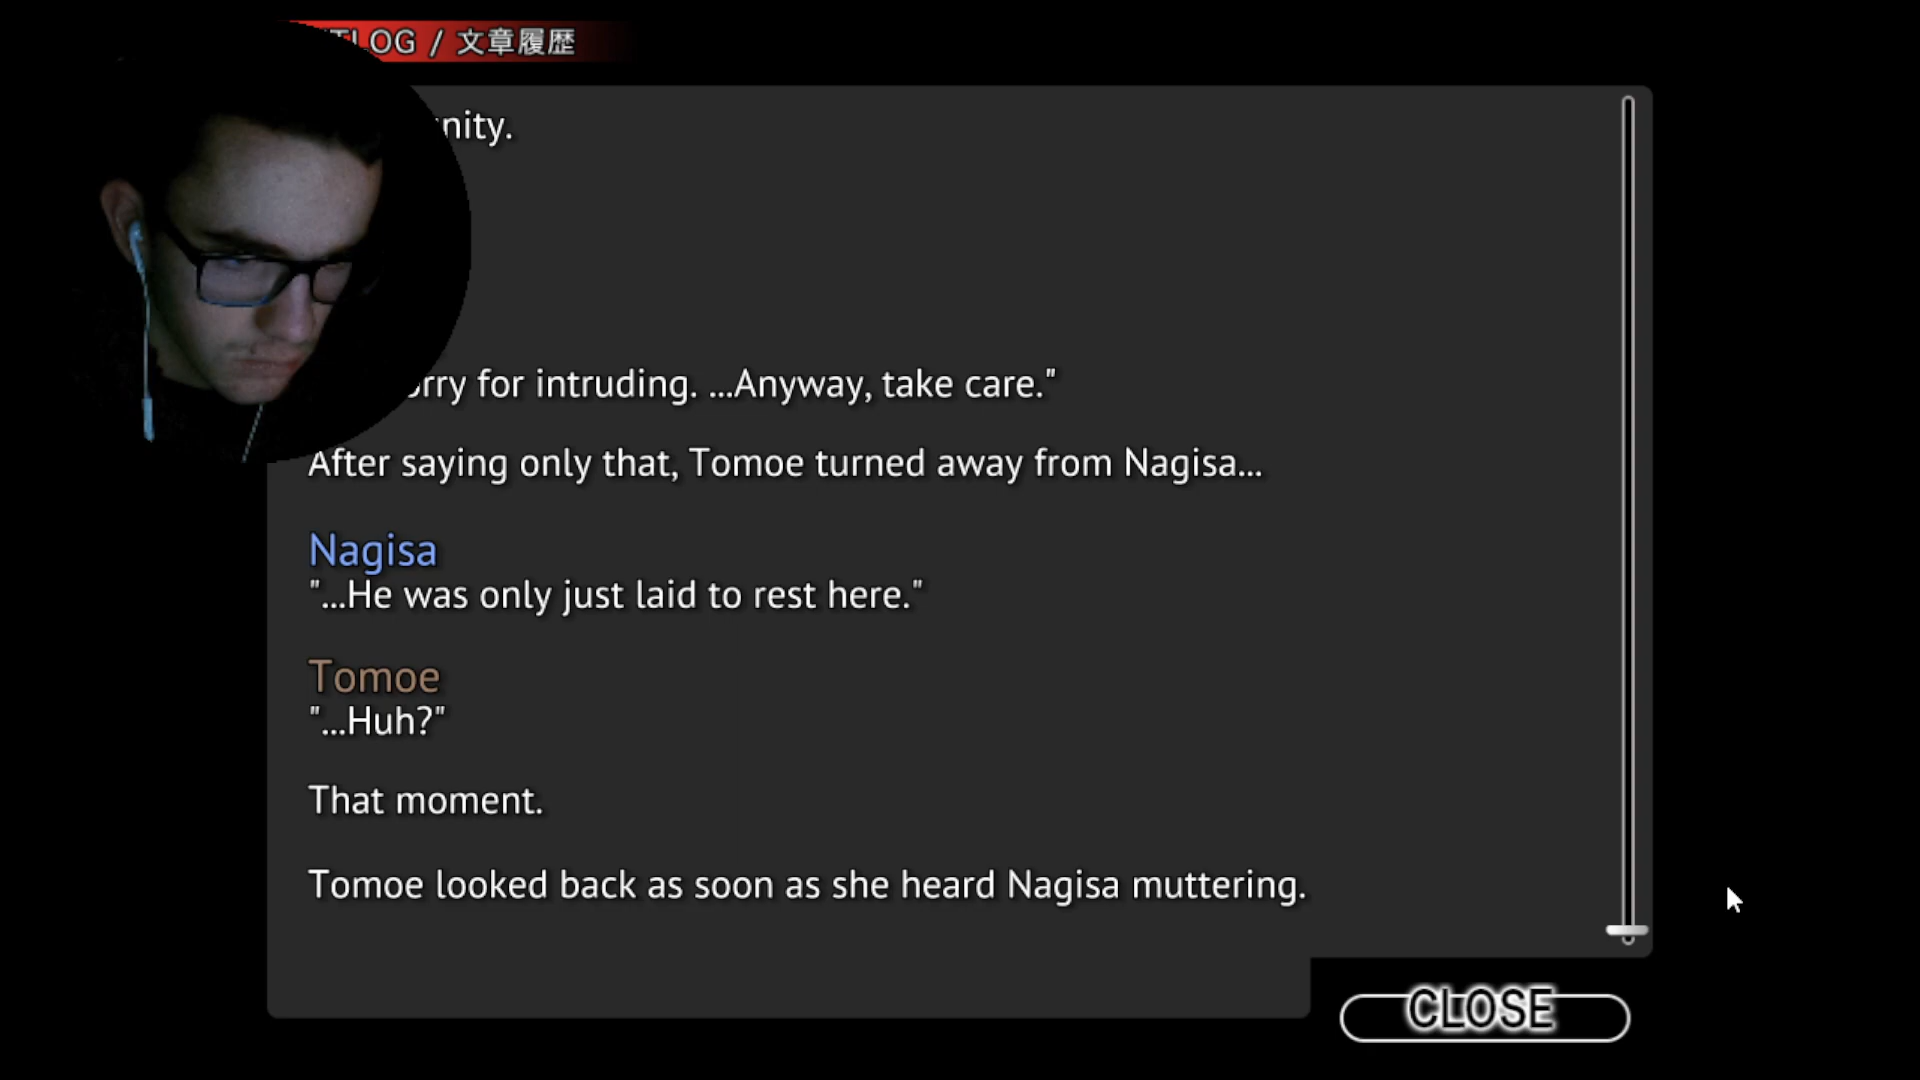 LOG / 文章履歴
for intruding. ...Anyway, take care."
After saying only that, Tomoe turned away from Nagisa...
Nagisa
"...He was only just laid to rest here."
Tomoe
"...Huh?"
That moment.
Tomoe looked back as soon as she heard Nagisa muttering.
CLOSE